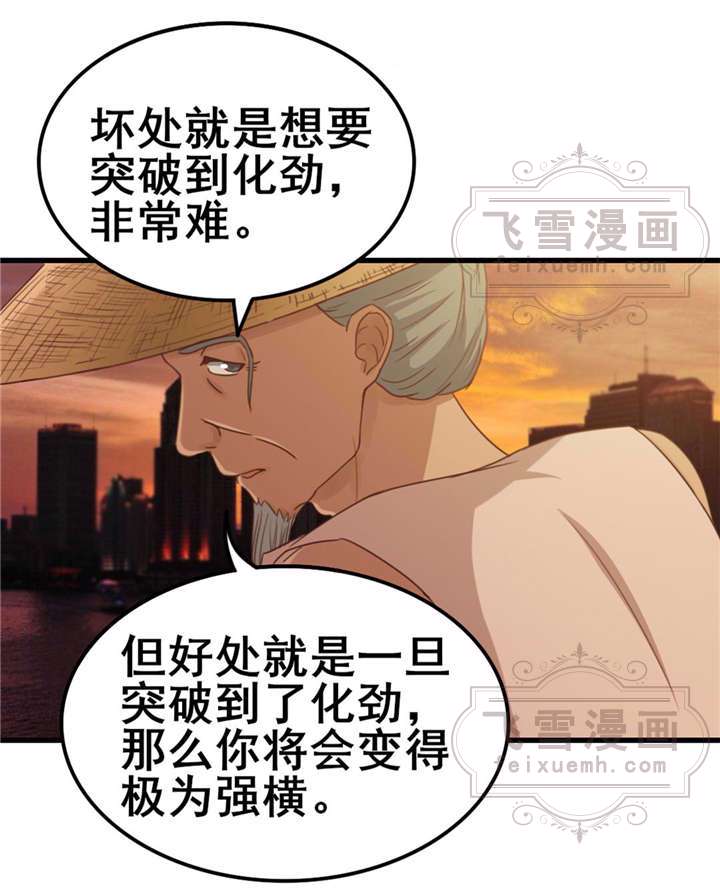 坏处就是想要
突破到化劲，
非常难。
飞雪漫画
feixuemh.com
但好处就是一旦
突破到了化劲，
那么你将会变得
极为强横。
飞雪漫画
feixuemh.com